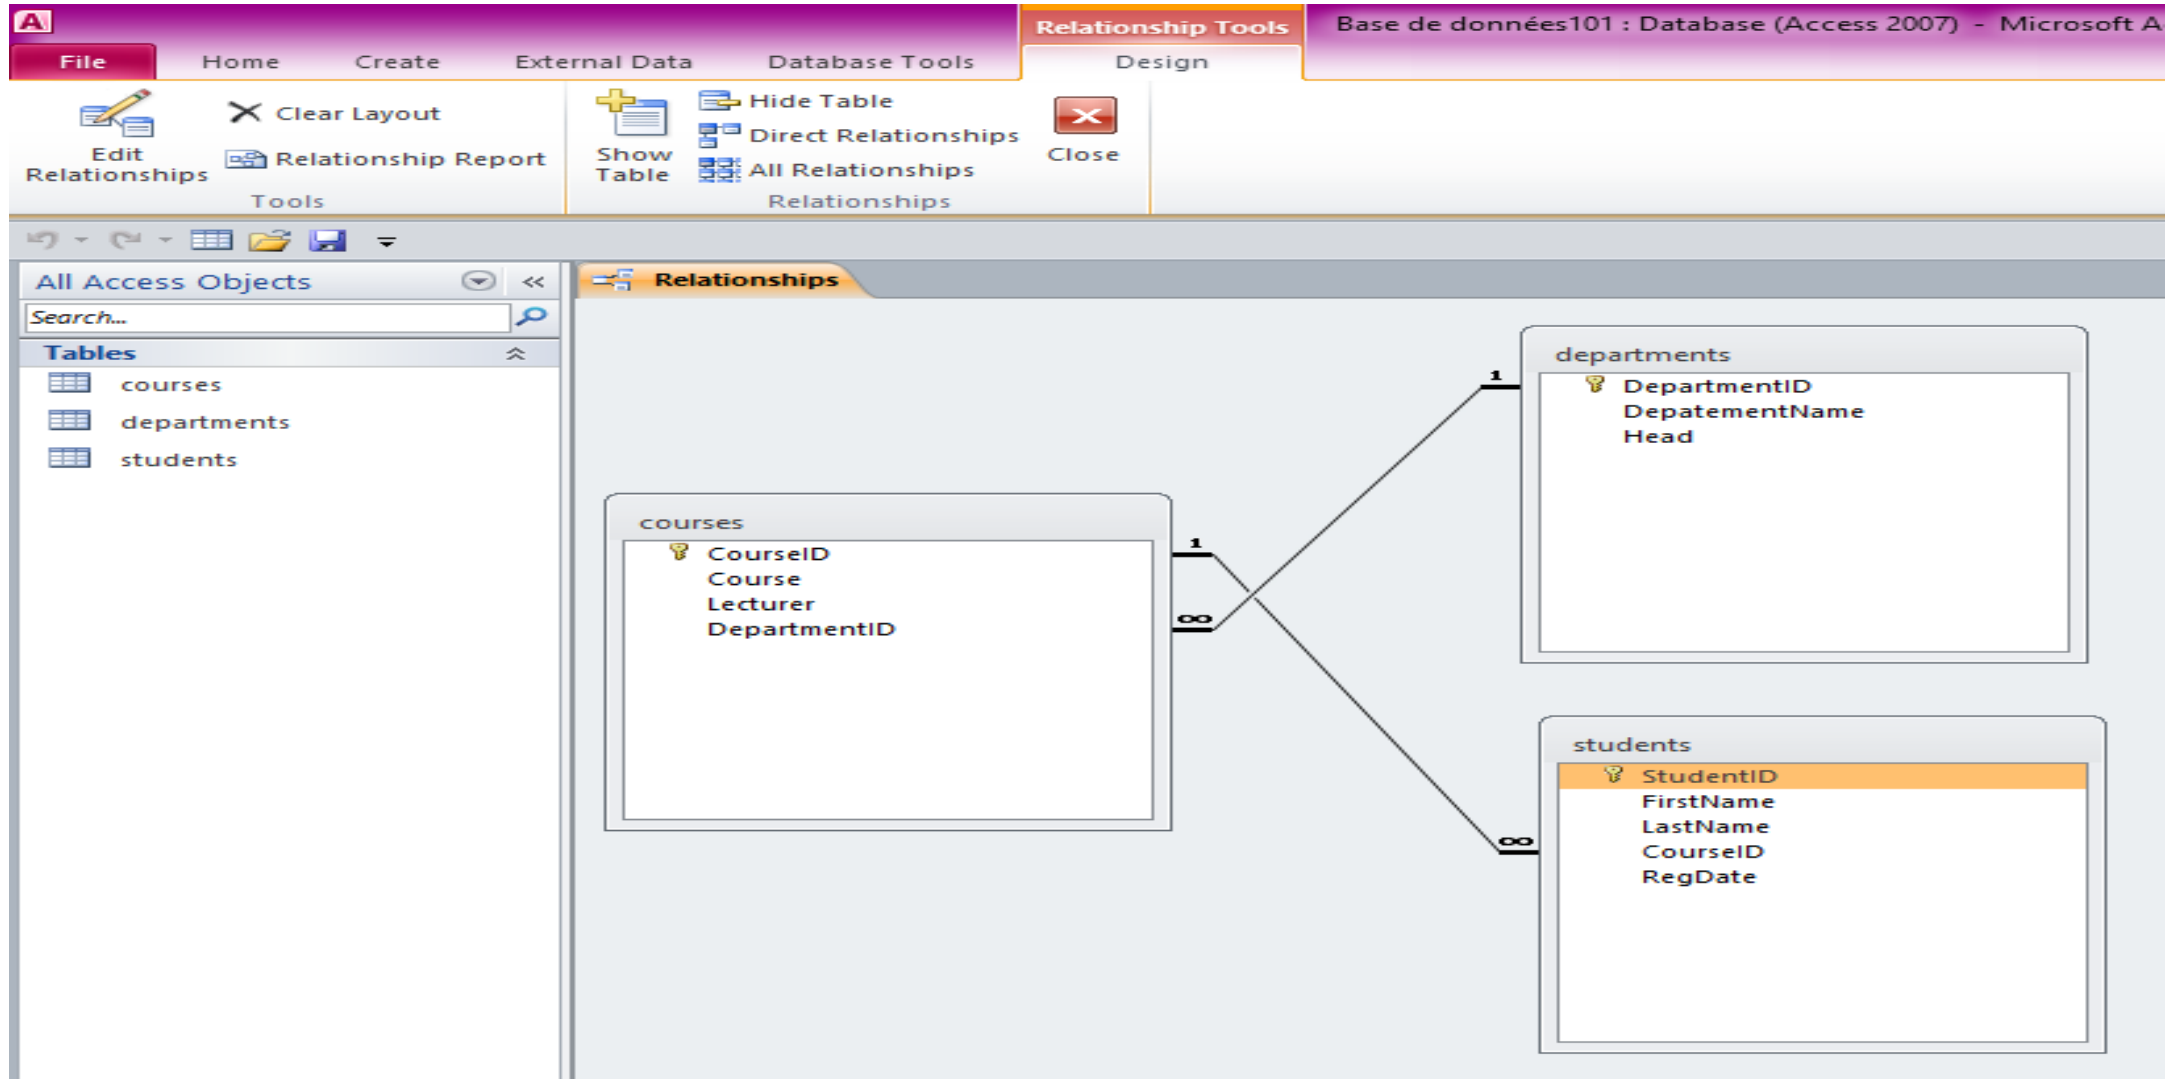 A
Relationship Tools
Base de données101 : Database (Access 2007) - Microsoft A
File
Home
Create
External Data
Database Tools
Design
Edit
Relationships
Clear Layout
Relationship Report
Tools
Show
Table
Hide Table
Direct Relationships
All Relationships
Relationships
Close
All Access Objects
Search...
Tables
courses
departments
students
Relationships
departments
DepartmentID
DepatementName
Head
1
courses
CourseID
Course
Lecturer
DepartmentID
1
∞
students
StudentID
FirstName
LastName
CourseID
RegDate
∞